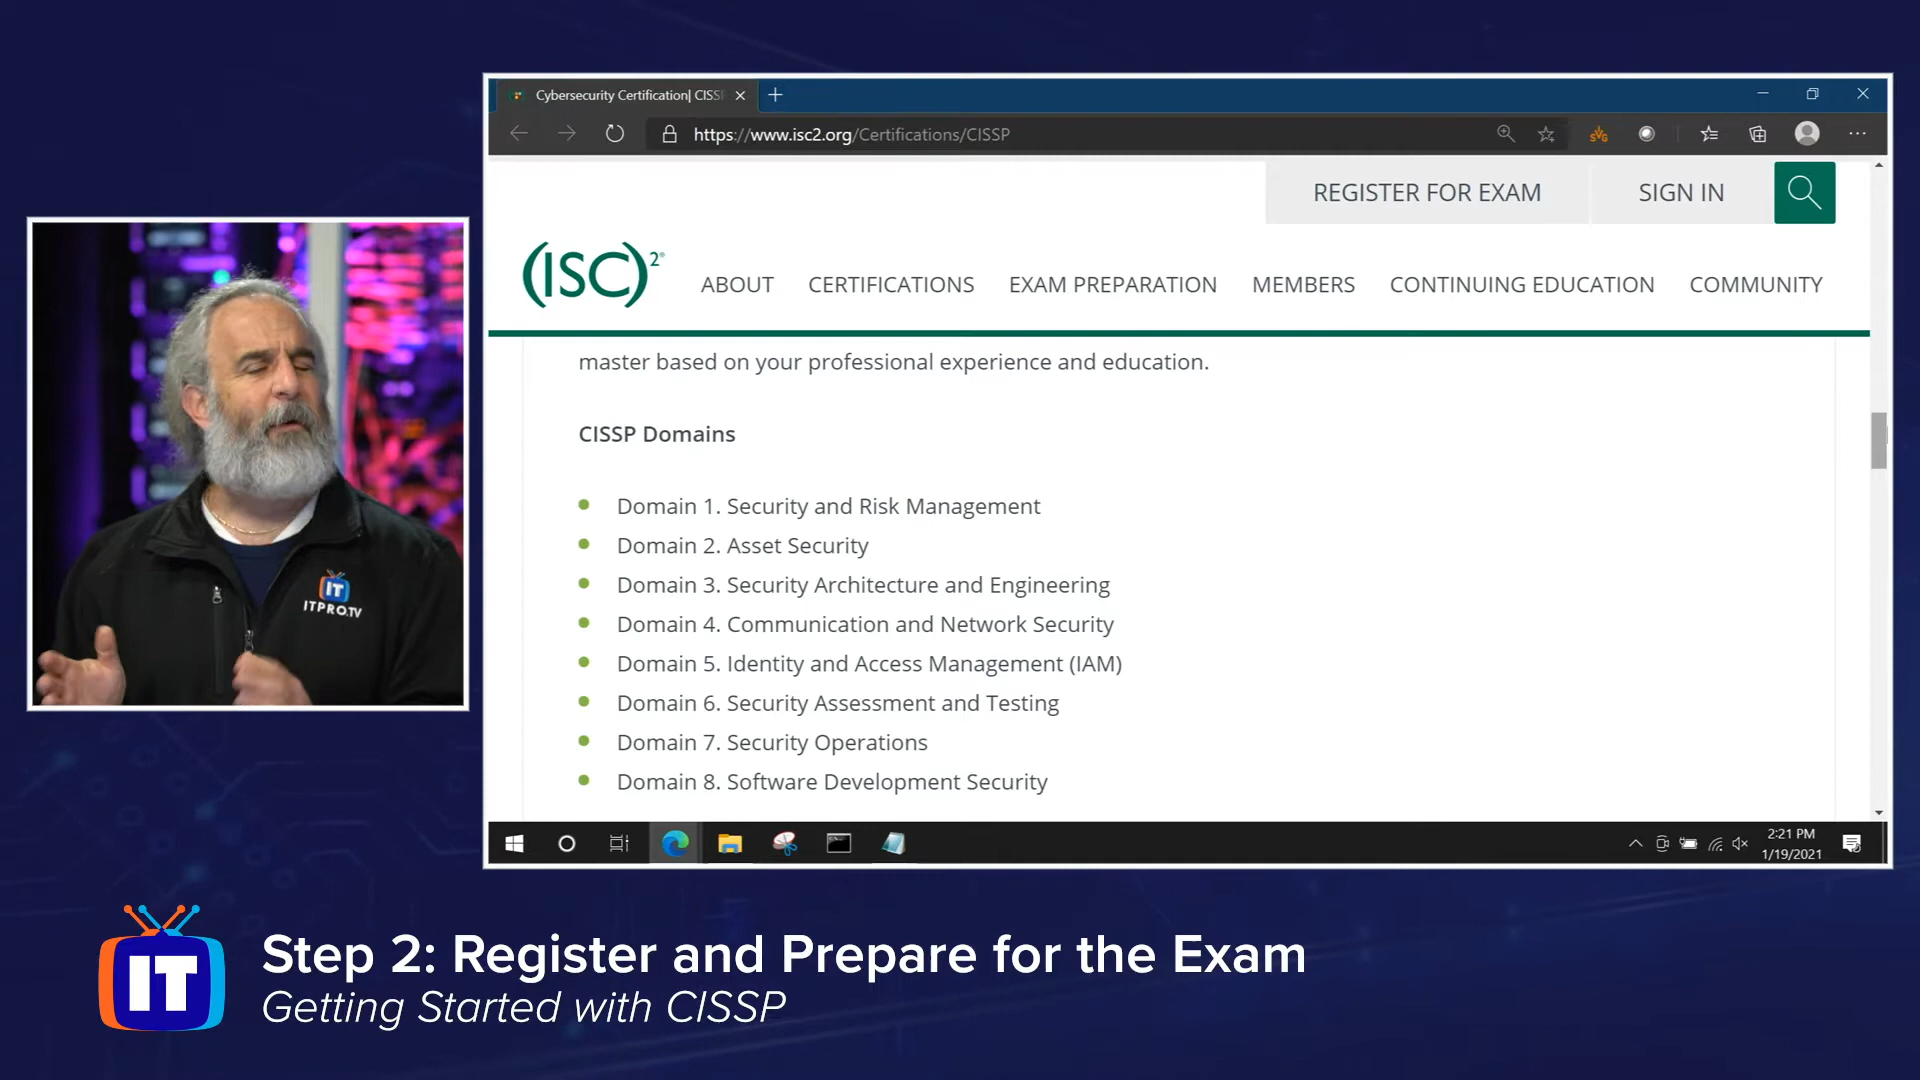 Cybersecurity Certification| CISS
https://www.isc2.org/Certifications/CISSP
SVG
REGISTER FOR EXAM
SIGN IN
(ISC)2®
ABOUT CERTIFICATIONS EXAM PREPARATION MEMBERS CONTINUING EDUCATION COMMUNITY
master based on your professional experience and education.
CISSP Domains
Domain 1. Security and Risk Management
Domain 2. Asset Security
Domain 3. Security Architecture and Engineering
Domain 4. Communication and Network Security
Domain 5. Identity and Access Management (IAM)
Domain 6. Security Assessment and Testing
Domain 7. Security Operations
Domain 8. Software Development Security
2:21 PM
1/19/2021
IT
ITPRO.TV
IT
Step 2: Register and Prepare for the Exam
Getting Started with CISSP